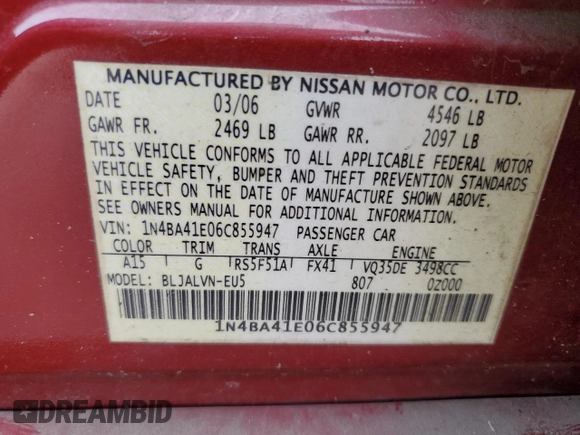 MANUFACTURED BY NISSAN MOTOR CO., LTD.
DATE 03/06 GVWR 4546 LB
GAWR FR. 2469 LB GAWR RR. 2097 LB
THIS VEHICLE CONFORMS TO ALL APPLICABLE FEDERAL MOTOR
VEHICLE SAFETY, BUMPER AND THEFT PREVENTION STANDARDS
IN EFFECT ON THE DATE OF MANUFACTURE SHOWN ABOVE.
SEE OWNERS MANUAL FOR ADDITIONAL INFORMATION.
VIN: 1N4BA41E06C855947 PASSENGER CAR
COLOR TRIM TRANS AXLE ENGINE
A15 G RS5F51A FX41 VQ35DE 3498CC
MODEL: BLJALVN-EU5 807 0Z000
1N4BA41E06C855947
DREAMBID